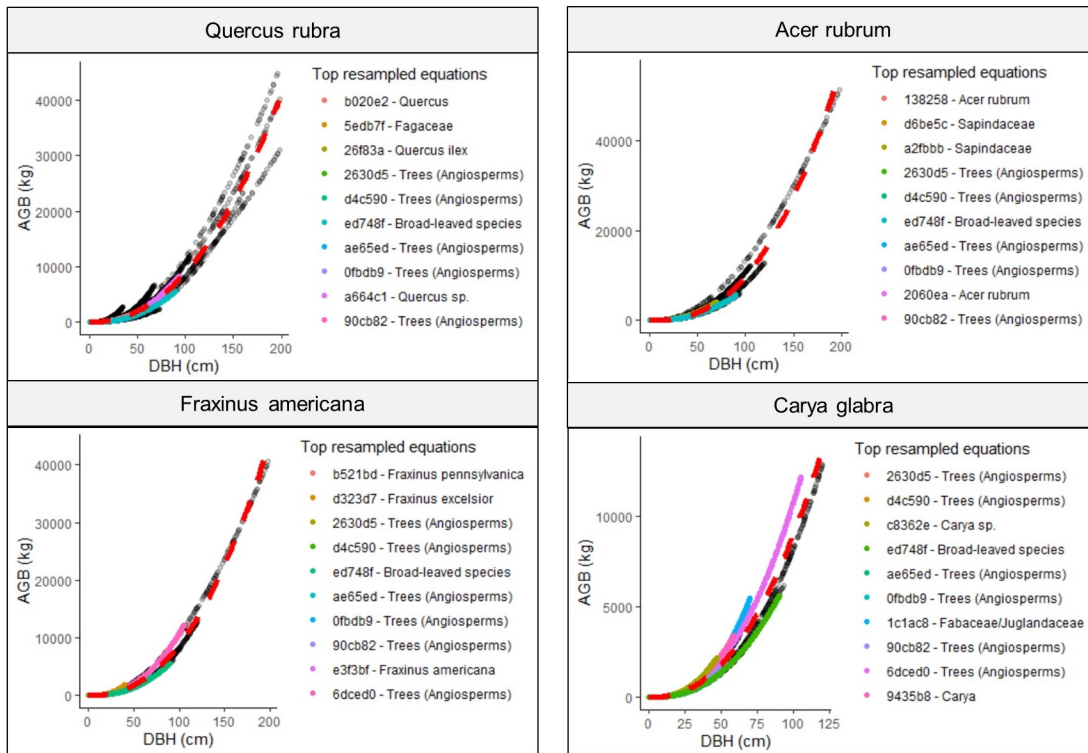 Quercus rubra
Top resampled equations
b020e2 - Quercus
5edb7f - Fagaceae
26f83a - Quercus ilex
2630d5 - Trees (Angiosperms)
d4c590 - Trees (Angiosperms)
ed748f - Broad-leaved species
ae65ed - Trees (Angiosperms)
0fbdb9 - Trees (Angiosperms)
a664c1 - Quercus sp.
90cb82 - Trees (Angiosperms)
AGB (kg)
40000
30000
20000
10000
0
0 50 100 150 200
DBH (cm)
Acer rubrum
Top resampled equations
138258 - Acer rubrum
d6be5c - Sapindaceae
a2fbbb - Sapindaceae
2630d5 - Trees (Angiosperms)
d4c590 - Trees (Angiosperms)
ed748f - Broad-leaved species
ae65ed - Trees (Angiosperms)
0fbdb9 - Trees (Angiosperms)
2060ea - Acer rubrum
90cb82 - Trees (Angiosperms)
AGB (kg)
40000
20000
0
0 50 100 150 200
DBH (cm)
Fraxinus americana
Top resampled equations
b521bd - Fraxinus pennsylvanica
d323d7 - Fraxinus excelsior
2630d5 - Trees (Angiosperms)
d4c590 - Trees (Angiosperms)
ed748f - Broad-leaved species
ae65ed - Trees (Angiosperms)
0fbdb9 - Trees (Angiosperms)
90cb82 - Trees (Angiosperms)
e3f3bf - Fraxinus americana
6dced0 - Trees (Angiosperms)
AGB (kg)
40000
30000
20000
10000
0
0 50 100 150 200
DBH (cm)
Carya glabra
Top resampled equations
2630d5 - Trees (Angiosperms)
d4c590 - Trees (Angiosperms)
c8362e - Carya sp.
ed748f - Broad-leaved species
ae65ed - Trees (Angiosperms)
0fbdb9 - Trees (Angiosperms)
1c1ac8 - Fabaceae/Juglandaceae
90cb82 - Trees (Angiosperms)
6dced0 - Trees (Angiosperms)
9435b8 - Carya
AGB (kg)
10000
5000
0
0 25 50 75 100 125
DBH (cm)